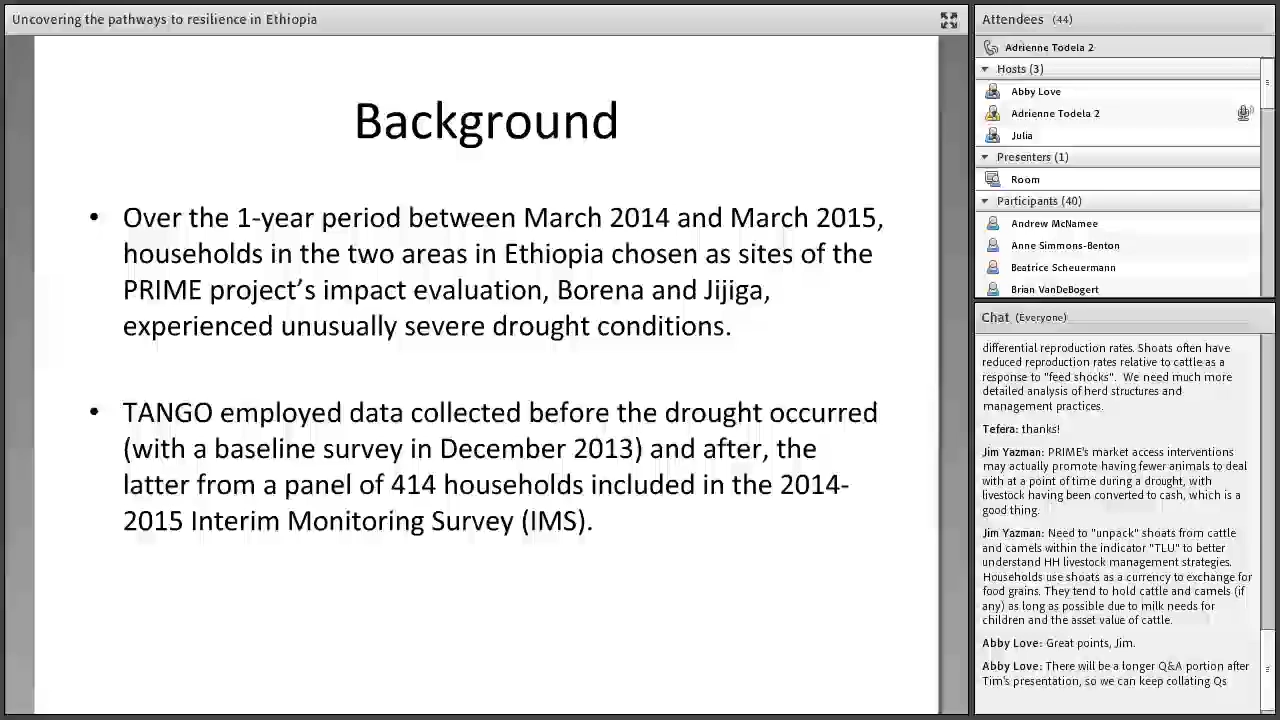 Uncovering the pathways to resilience in Ethiopia
Background
• Over the 1-year period between March 2014 and March 2015,
households in the two areas in Ethiopia chosen as sites of the
PRIME project’s impact evaluation, Borena and Jijiga,
experienced unusually severe drought conditions.
• TANGO employed data collected before the drought occurred
(with a baseline survey in December 2013) and after, the
latter from a panel of 414 households included in the 2014-
2015 Interim Monitoring Survey (IMS).
Attendees (44)
Adrienne Todela 2
Hosts (3)
Abby Love
Adrienne Todela 2
Julia
Presenters (1)
Room
Participants (40)
Andrew McNamee
Anne Simmons-Benton
Beatrice Scheuermann
Brian VanDeBogert
Chat (Everyone)
differential reproduction rates. Shoats often have
reduced reproduction rates relative to cattle as a
response to "feed shocks". We need much more
detailed analysis of herd structures and
management practices.
Tefera: thanks!
Jim Yazman: PRIME's market access interventions
may actually promote having fewer animals to deal
with at a point of time during a drought, with
livestock having been converted to cash, which is a
good thing.
Jim Yazman: Need to "unpack" shoats from cattle
and camels within the indicator "TLU" to better
understand HH livestock management strategies.
Households use shoats as a currency to exchange for
food grains. They tend to hold cattle and camels (if
any) as long as possible due to milk needs for
children and the asset value of cattle.
Abby Love: Great points, Jim.
Abby Love: There will be a longer Q&A portion after
Tim's presentation, so we can keep collating Qs